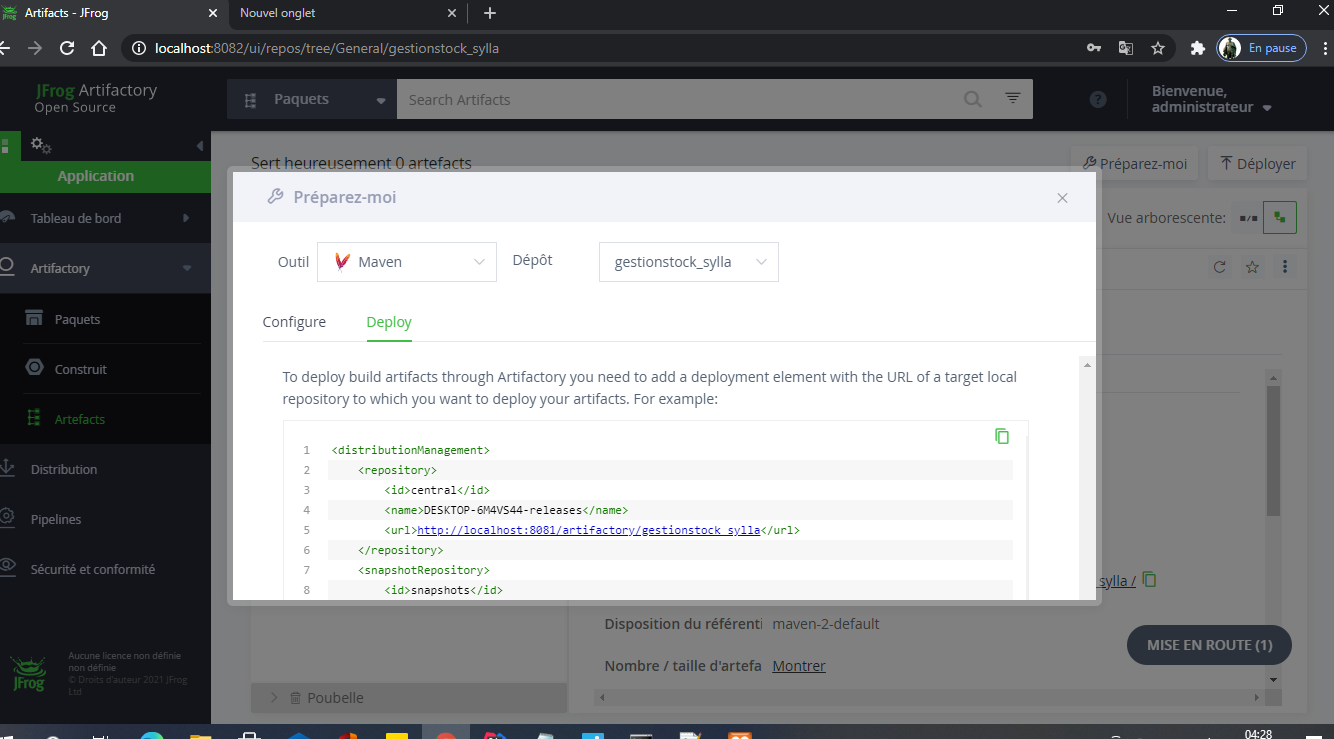 Artifacts - JFrog
Nouvel onglet
localhost:8082/ui/repos/tree/General/gestionstock_sylla
En pause
JFrog Artifactory
Open Source
Paquets
Search Artifacts
?
Bienvenue,
administrateur
Application
Tableau de bord
Artifactory
Paquets
Construit
Artefacts
Distribution
Pipelines
Sécurité et conformité
JFrog
Aucune licence non définie
non définie
© Droits d'auteur 2021 JFrog
Ltd
Sert heureusement 0 artefacts
Préparez-moi
Déployer
Vue arborescente:
Préparez-moi
Outil
Maven
Dépôt
gestionstock_sylla
Configure
Deploy
To deploy build artifacts through Artifactory you need to add a deployment element with the URL of a target local
repository to which you want to deploy your artifacts. For example:
1 <distributionManagement>
2 <repository>
3 <id>central</id>
4 <name>DESKTOP-6M4VS44-releases</name>
5 <url>http://localhost:8081/artifactory/gestionstock_sylla</url>
6 </repository>
7 <snapshotRepository>
8 <id>snapshots</id>
sylla /
Disposition du référenti maven-2-default
Nombre / taille d'artefa Montrer
MISE EN ROUTE (1)
Poubelle
04:28